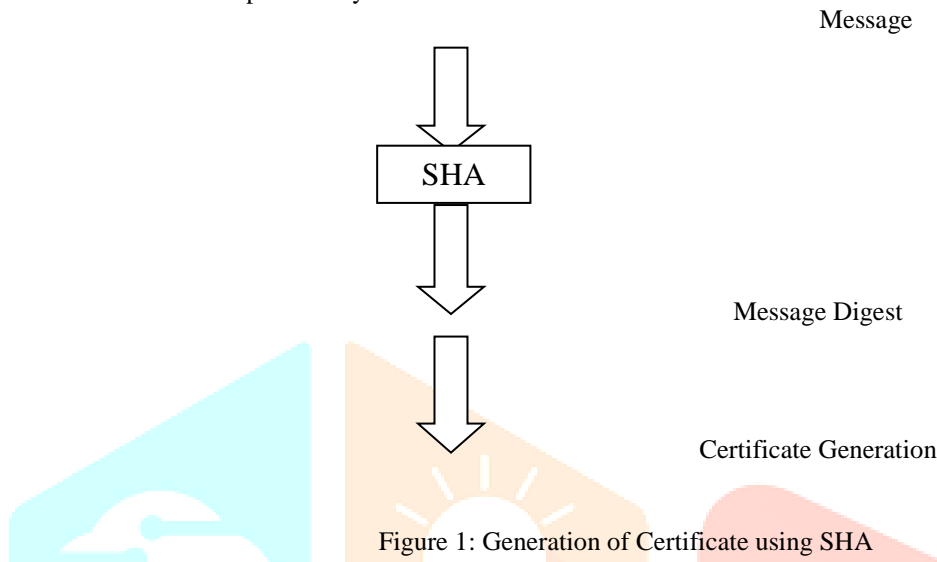 Message
SHA
Message Digest
Certificate Generation
Figure 1: Generation of Certificate using SHA